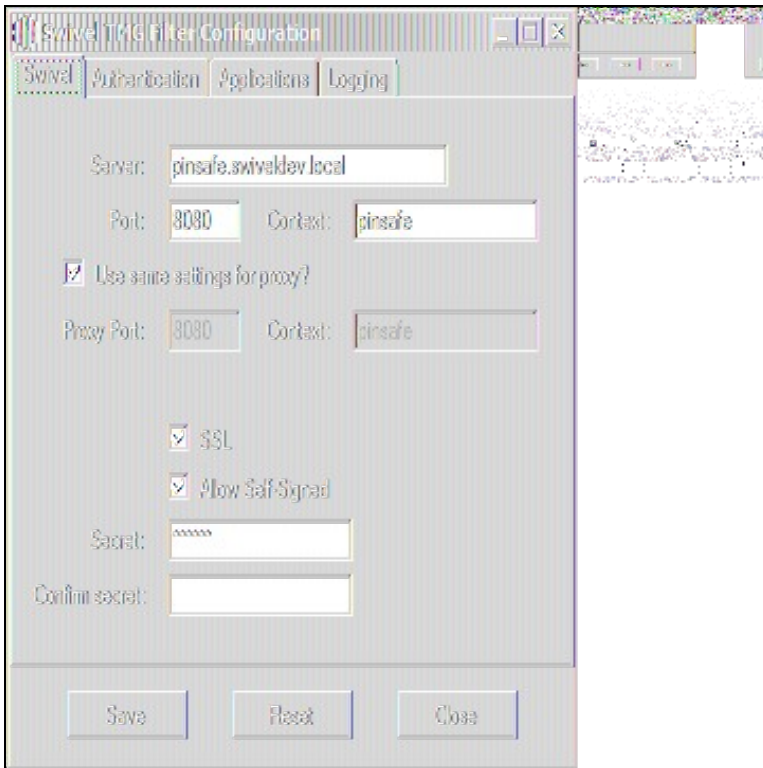 Swivel TMG Filter Configuration
Swivel Authentication Applications Logging
Server: pinsafe.swiveldev.local
Port: 8080 Context: pinsafe
Use same settings for proxy?
Proxy Port: 8080 Context: pinsafe
SSL
Allow Self-Signed
Secret: ******
Confirm secret:
Save Reset Close